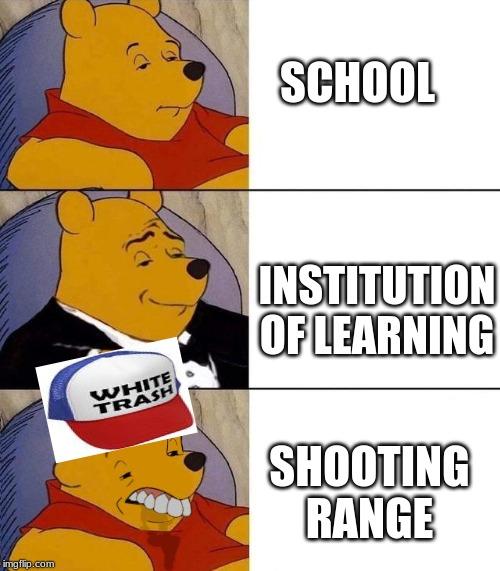 SCHOOL
INSTITUTION
OF LEARNING
WHITE
TRASH
SHOOTING
RANGE
imgflip.com